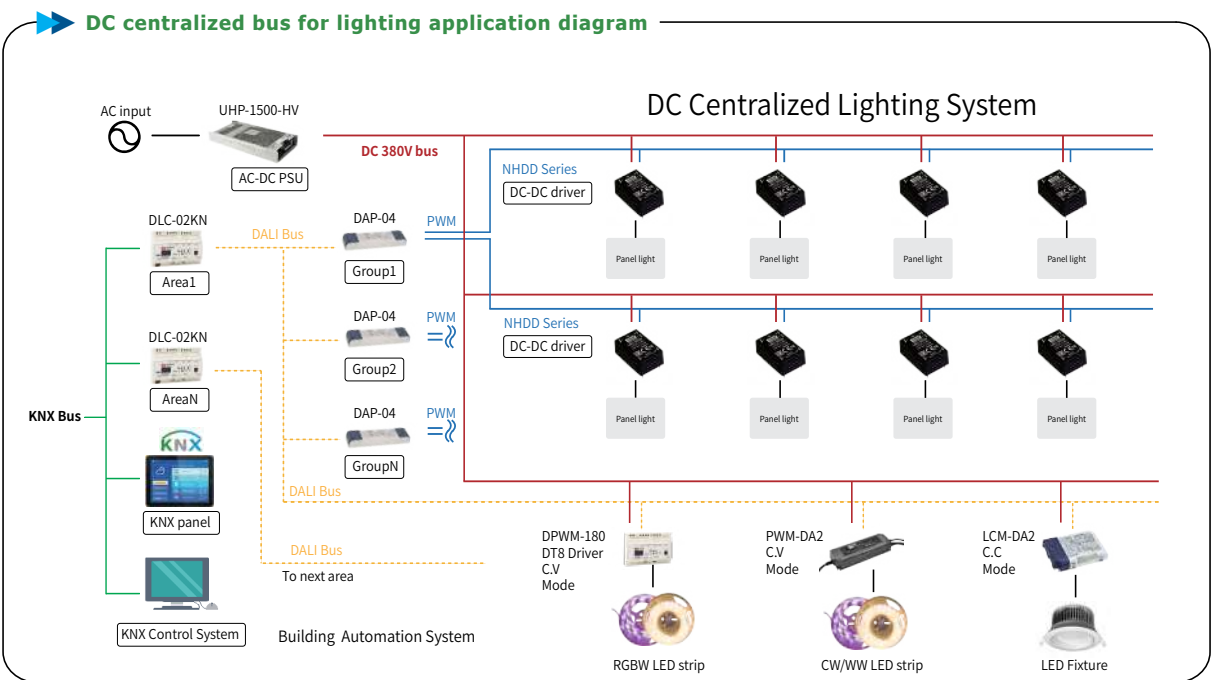 DC centralized bus for lighting application diagram
DC Centralized Lighting System
AC input
UHP-1500-HV
AC-DC PSU
DC 380V bus
NHDD Series
DC-DC driver
Panel light
Panel light
Panel light
Panel light
DLC-02KN
Area1
DALI Bus
DAP-04
PWM
Group1
NHDD Series
DC-DC driver
Panel light
Panel light
Panel light
Panel light
DLC-02KN
AreaN
DAP-04
PWM
Group2
KNX Bus
DAP-04
PWM
GroupN
KNX
KNX panel
DALI Bus
DALI Bus
To next area
KNX Control System
Building Automation System
DPWM-180
DT8 Driver
C.V
Mode
RGBW LED strip
PWM-DA2
C.V
Mode
CW/WW LED strip
LCM-DA2
C.C
Mode
LED Fixture